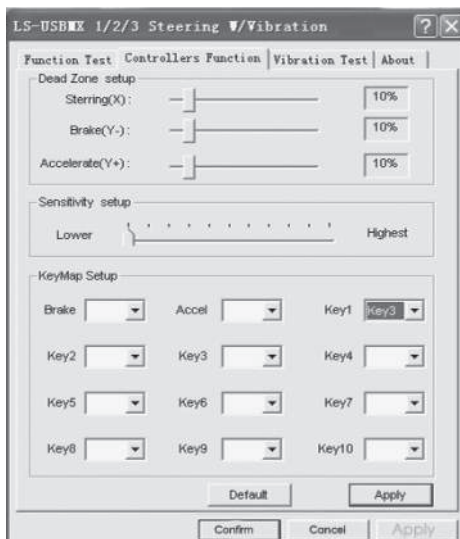 LS-USBMX 1/2/3 Steering W/Vibration
Function Test Controllers Function Vibration Test About
Dead Zone setup
Sterring(X): 10%
Brake(Y-): 10%
Accelerate(Y+): 10%
Sensitivity setup
Lower Highest
KeyMap Setup
Brake Accel Key1 Key3
Key2 Key3 Key4
Key5 Key6 Key7
Key8 Key9 Key10
Default Apply
Confirm Cancel Apply